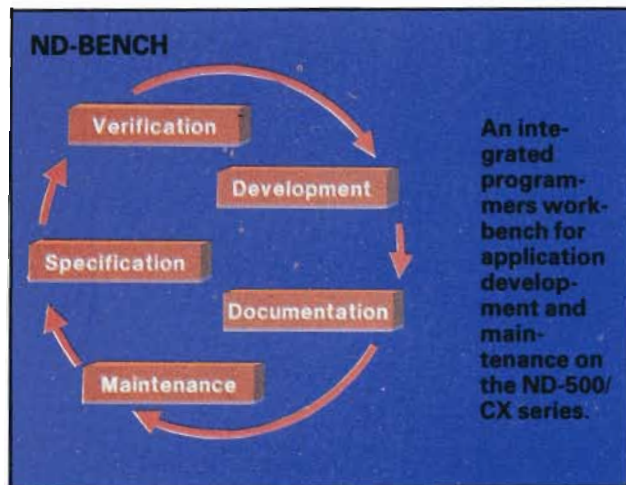 ND-BENCH
Verification
Development
Specification
Documentation
Maintenance
An inte-
grated
program-
mers work-
bench for
application
develop-
ment and
main-
tenance on
the ND-500/
CX series.